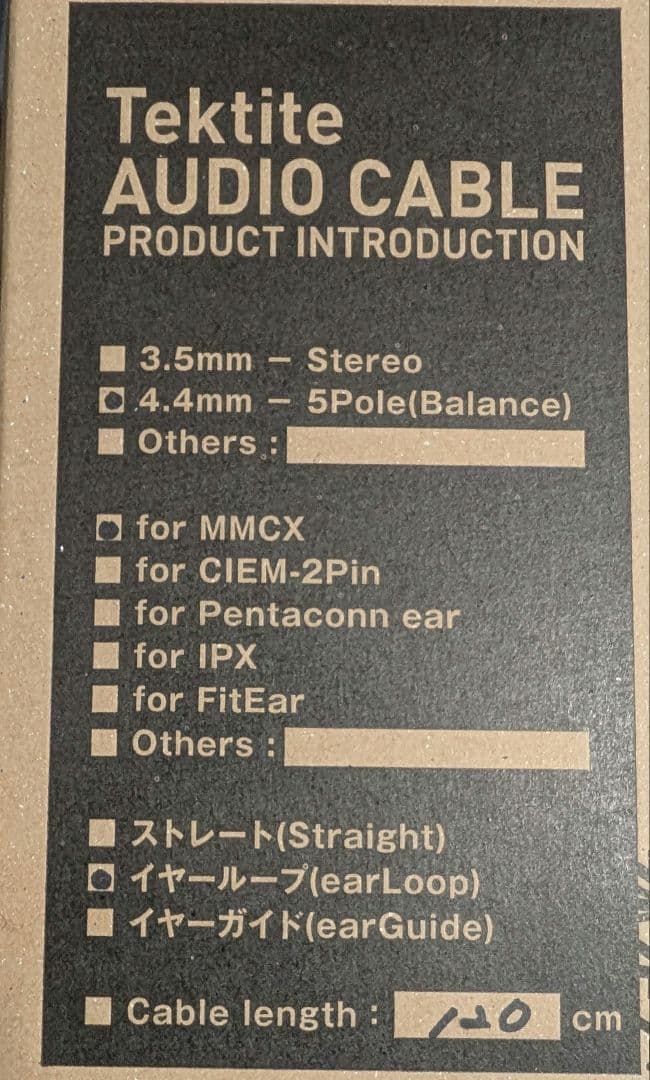 Tektite
AUDIO CABLE
PRODUCT INTRODUCTION
3.5mm − Stereo
4.4mm − 5Pole(Balance)
Others :
for MMCX
for CIEM-2Pin
for Pentaconn ear
for IPX
for FitEar
Others :
ストレート(Straight)
イヤーループ(earLoop)
イヤーガイド(earGuide)
Cable length : 120 cm